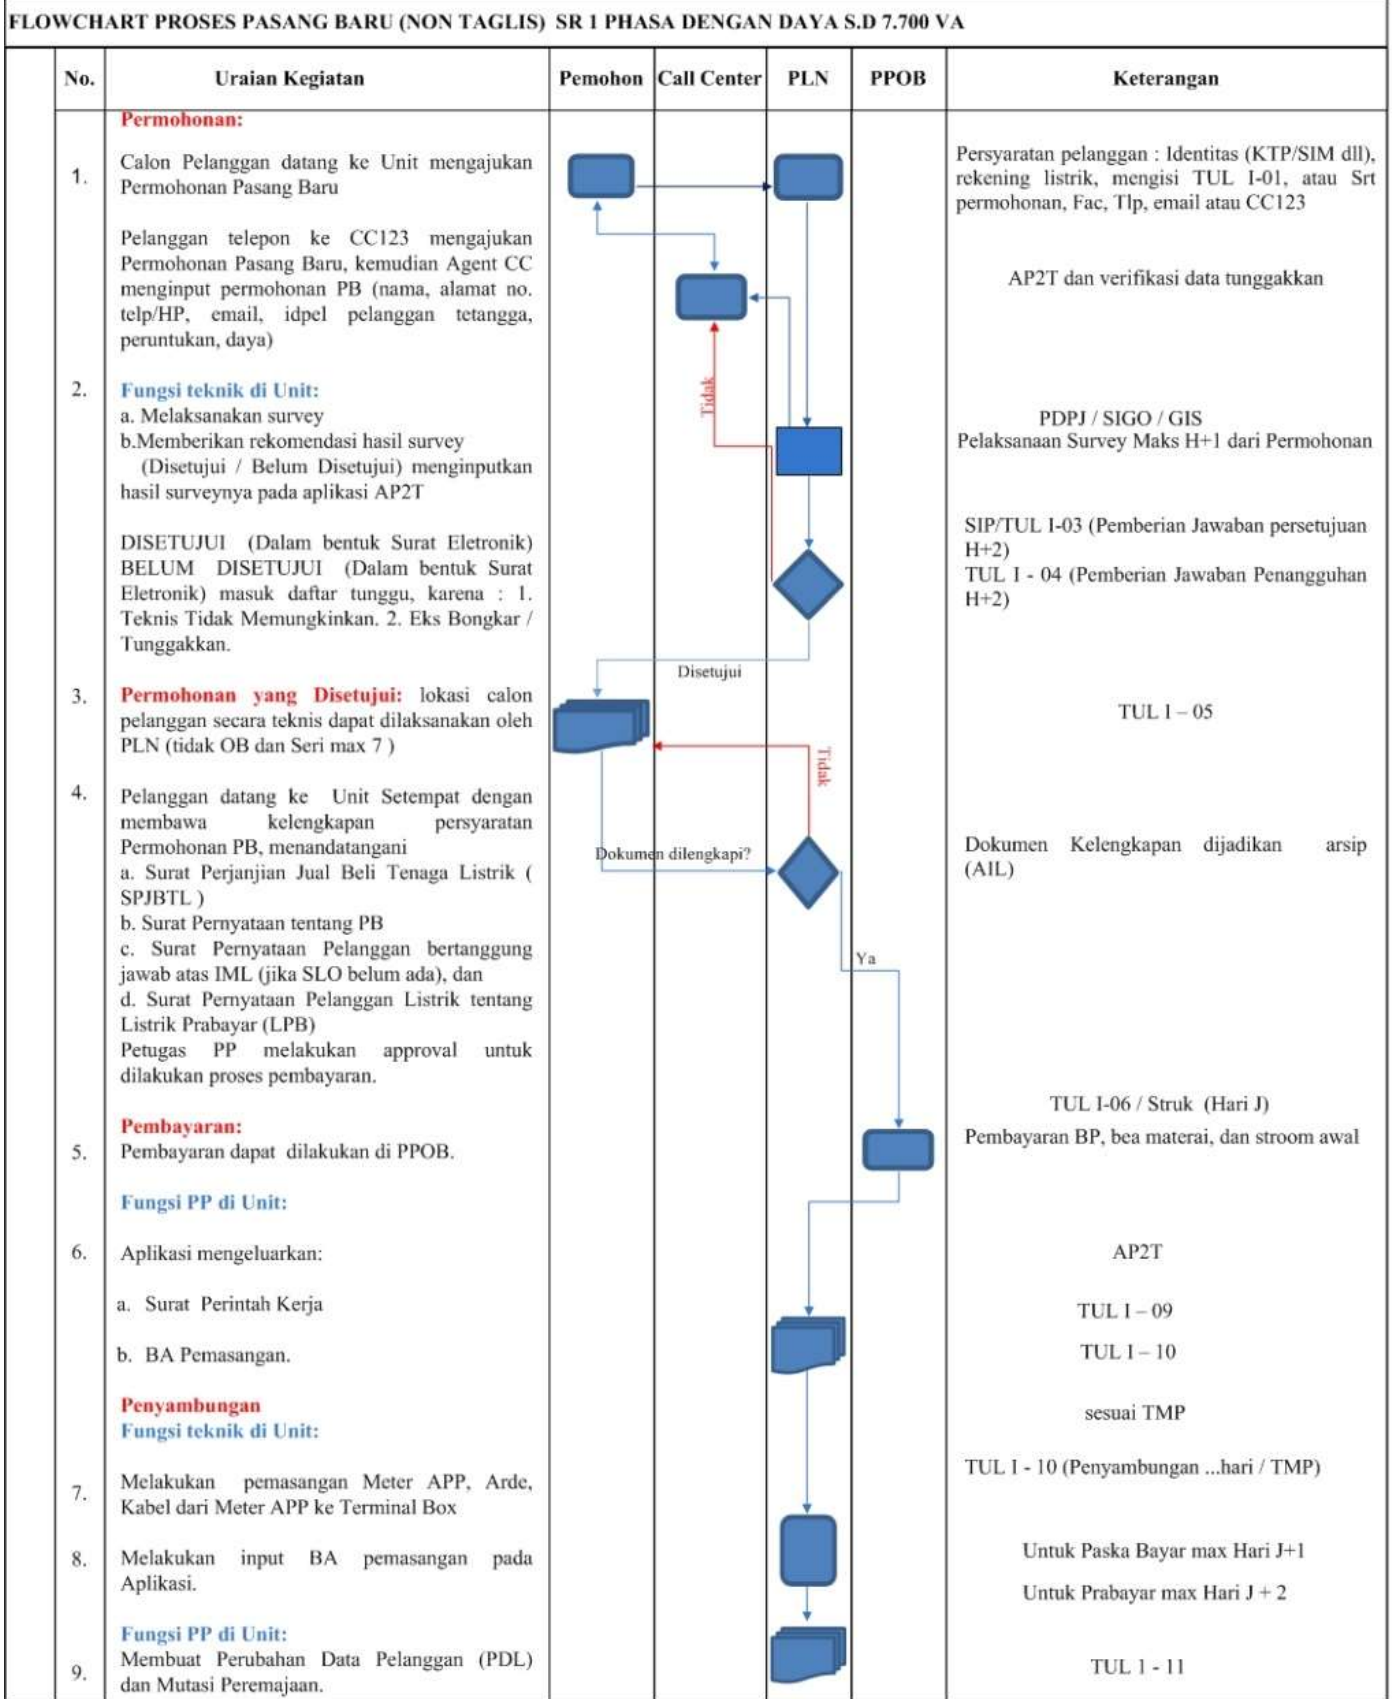 FLOWCHART PROSES PASANG BARU (NON TAGLIS) SR 1 PHASA DENGAN DAYA S.D 7.700 VA
No.
Uraian Kegiatan
Pemohon
Call Center
PLN
PPOB
Keterangan
Permohonan:
1.
Calon Pelanggan datang ke Unit mengajukan
Permohonan Pasang Baru
Persyaratan pelanggan : Identitas (KTP/SIM dll),
rekening listrik, mengisi TUL I-01, atau Srt
permohonan, Fac, Tlp, email atau CC123
Pelanggan telepon ke CC123 mengajukan
Permohonan Pasang Baru, kemudian Agent CC
menginput permohonan PB (nama, alamat no.
telp/HP, email, idpel pelanggan tetangga,
peruntukan, daya)
AP2T dan verifikasi data tunggakkan
2.
Fungsi teknik di Unit:
a. Melaksanakan survey
b.Memberikan rekomendasi hasil survey
(Disetujui / Belum Disetujui) menginputkan
hasil surveynya pada aplikasi AP2T
Tidak
PDPJ / SIGO / GIS
Pelaksanaan Survey Maks H+1 dari Permohonan
DISETUJUI (Dalam bentuk Surat Eletronik)
BELUM DISETUJUI (Dalam bentuk Surat
Eletronik) masuk daftar tunggu, karena : 1.
Teknis Tidak Memungkinkan. 2. Eks Bongkar /
Tunggakkan.
SIP/TUL I-03 (Pemberian Jawaban persetujuan
H+2)
TUL I - 04 (Pemberian Jawaban Penangguhan
H+2)
Disetujui
3.
Permohonan yang Disetujui: lokasi calon
pelanggan secara teknis dapat dilaksanakan oleh
PLN (tidak OB dan Seri max 7 )
TUL I – 05
Tidak
4.
Pelanggan datang ke Unit Setempat dengan
membawa kelengkapan persyaratan
Permohonan PB, menandatangani
a. Surat Perjanjian Jual Beli Tenaga Listrik (
SPJBTL )
b. Surat Pernyataan tentang PB
c. Surat Pernyataan Pelanggan bertanggung
jawab atas IML (jika SLO belum ada), dan
d. Surat Pernyataan Pelanggan Listrik tentang
Listrik Prabayar (LPB)
Petugas PP melakukan approval untuk
dilakukan proses pembayaran.
Dokumen dilengkapi?
Ya
Dokumen Kelengkapan dijadikan arsip
(AIL)
Pembayaran:
5.
Pembayaran dapat dilakukan di PPOB.
TUL I-06 / Struk (Hari J)
Pembayaran BP, bea materai, dan stroom awal
Fungsi PP di Unit:
6.
Aplikasi mengeluarkan:
AP2T
a. Surat Perintah Kerja
TUL I – 09
b. BA Pemasangan.
TUL I – 10
Penyambungan
Fungsi teknik di Unit:
sesuai TMP
7.
Melakukan pemasangan Meter APP, Arde,
Kabel dari Meter APP ke Terminal Box
TUL I - 10 (Penyambungan ...hari / TMP)
8.
Melakukan input BA pemasangan pada
Aplikasi.
Untuk Paska Bayar max Hari J+1
Untuk Prabayar max Hari J + 2
Fungsi PP di Unit:
9.
Membuat Perubahan Data Pelanggan (PDL)
dan Mutasi Peremajaan.
TUL 1 - 11